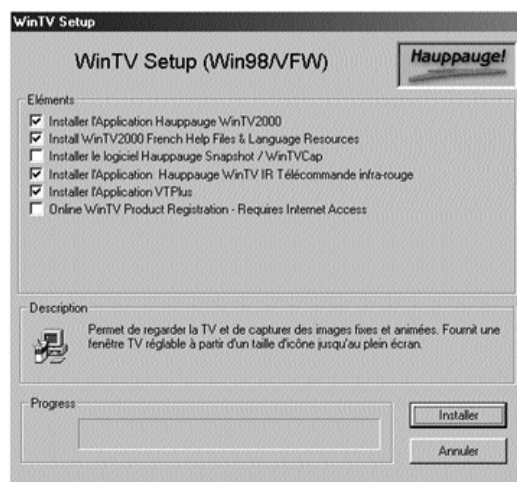 WinTV Setup
WinTV Setup (Win98/VFW)
Hauppauge!
Eléments
Installer l'Application Hauppauge WinTV2000
Install WinTV2000 French Help Files & Language Resources
Installer le logiciel Hauppauge Snapshot / WinTVCap
Installer l'Application Hauppauge WinTV IR Télécommande infra-rouge
Installer l'Application VTPlus
Online WinTV Product Registration - Requires Internet Access
Description
Permet de regarder la TV et de capturer des images fixes et animées. Fournit une
fenêtre TV réglable à partir d'un taille d'icône jusqu'au plein écran.
Progress
Installer
Annuler